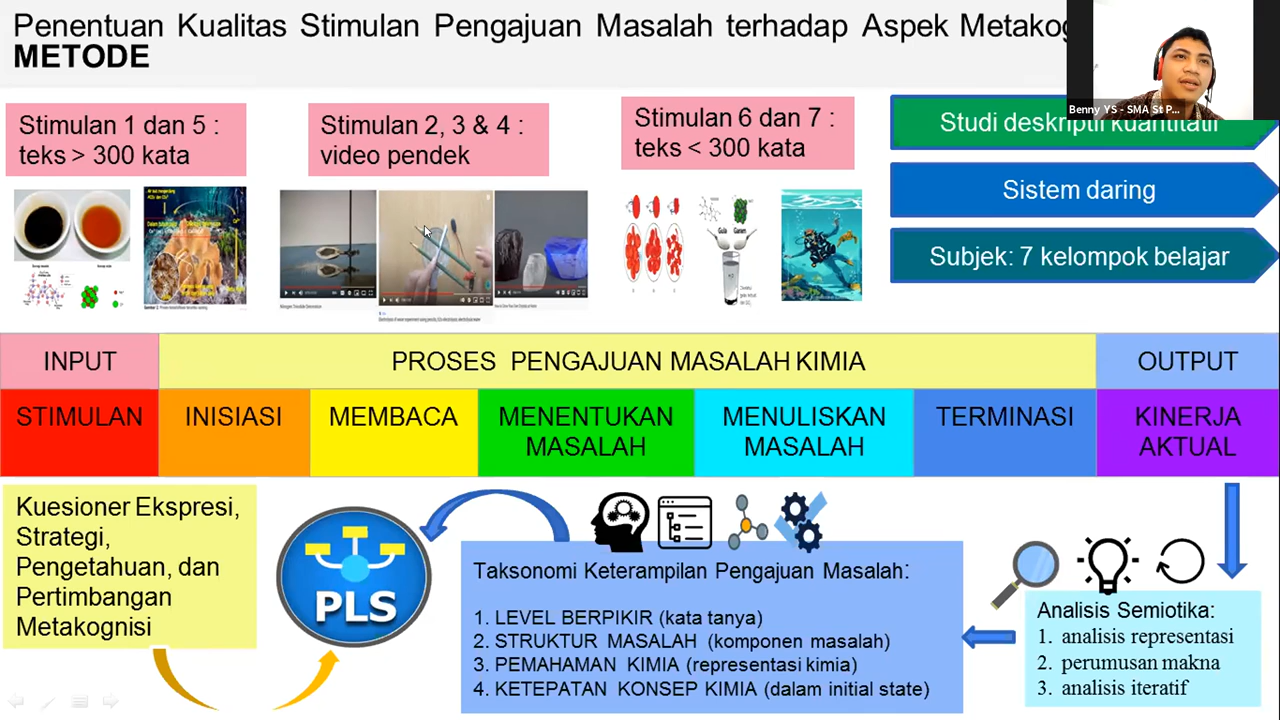 Penentuan Kualitas Stimulan Pengajuan Masalah terhadap Aspek
METODE
Benny YS - SMA St P...
Stimulan 1 dan 5 :
teks > 300 kata
Stimulan 2, 3 & 4 :
video pendek
Stimulan 6 dan 7 :
teks < 300 kata
Studi deskriptif kuantitatif
Sistem daring
Subjek: 7 kelompok belajar
Gula
Garam
INPUT
PROSES PENGAJUAN MASALAH KIMIA
OUTPUT
STIMULAN
INISIASI
MEMBACA
MENENTUKAN
MASALAH
MENULISKAN
MASALAH
TERMINASI
KINERJA
AKTUAL
Kuesioner Ekspresi,
Strategi,
Pengetahuan, dan
Pertimbangan
Metakognisi
PLS
Taksonomi Keterampilan Pengajuan Masalah:
1. LEVEL BERPIKIR (kata tanya)
2. STRUKTUR MASALAH (komponen masalah)
3. PEMAHAMAN KIMIA (representasi kimia)
4. KETEPATAN KONSEP KIMIA (dalam initial state)
Analisis Semiotika:
1. analisis representasi
2. perumusan makna
3. analisis iteratif